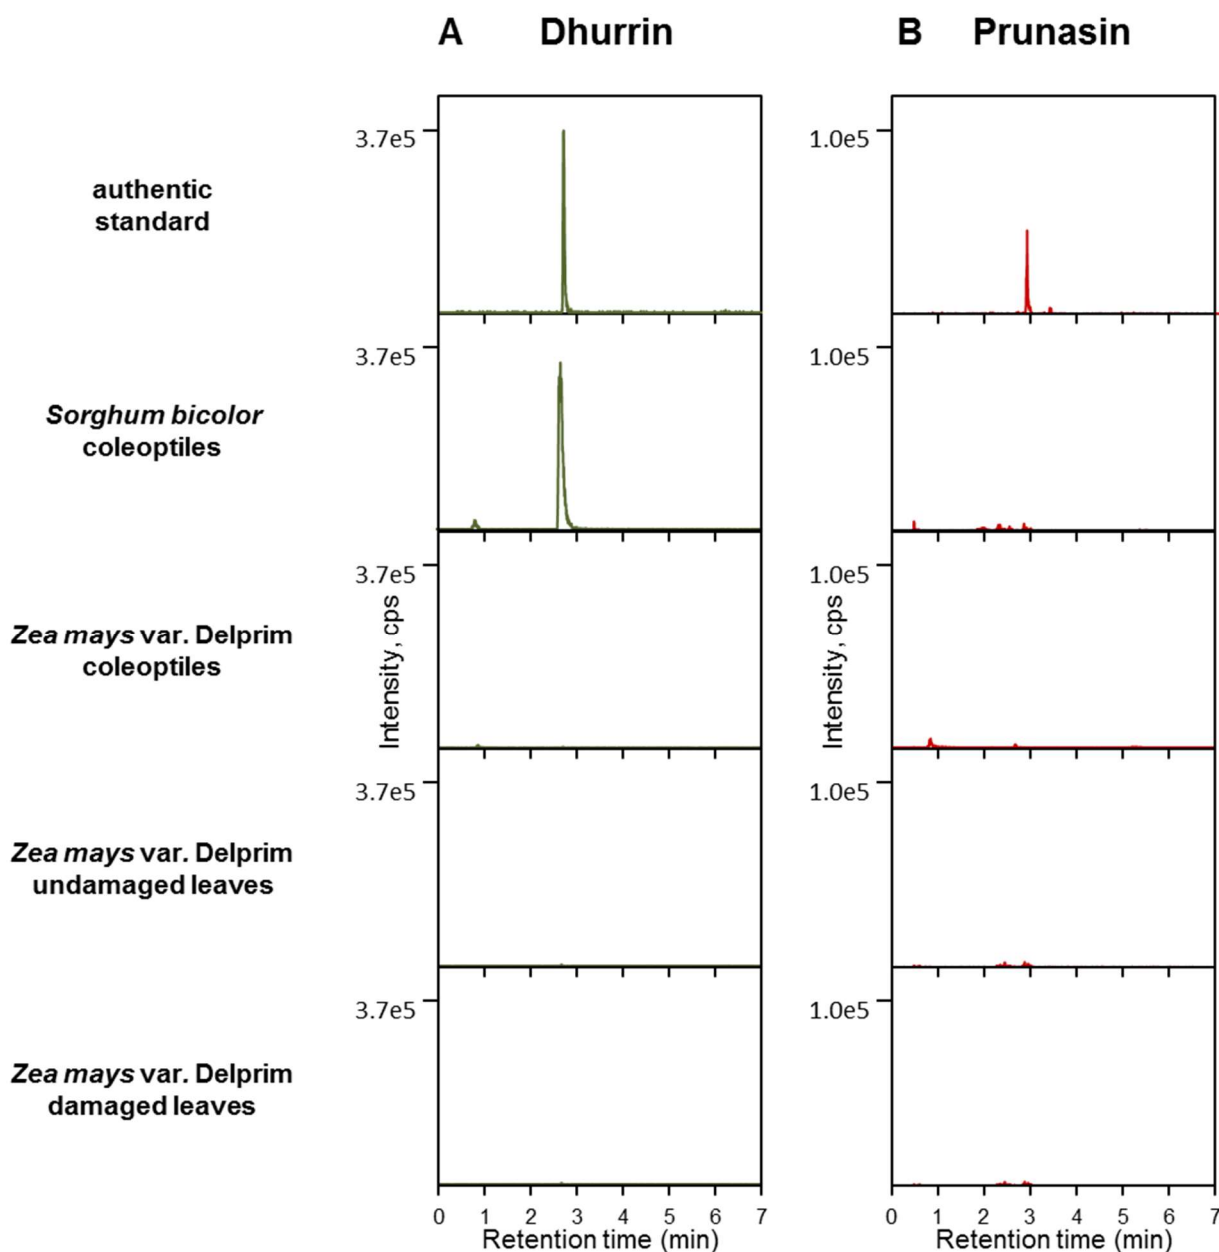 A Dhurrin B Prunasin
authentic
standard
3.7e5 1.0e5
Sorghum bicolor
coleoptiles
3.7e5 1.0e5
Zea mays var. Delprim
coleoptiles
3.7e5 1.0e5
Intensity, cps Intensity, cps
Zea mays var. Delprim
undamaged leaves
3.7e5 1.0e5
Zea mays var. Delprim
damaged leaves
3.7e5 1.0e5
0 1 2 3 4 5 6 7 0 1 2 3 4 5 6 7
Retention time (min) Retention time (min)